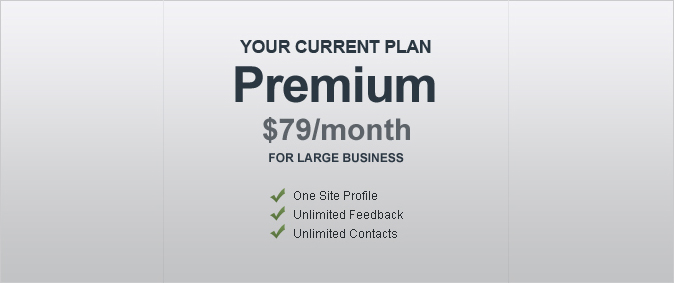 YOUR CURRENT PLAN
Premium
$79/month
FOR LARGE BUSINESS
One Site Profile
Unlimited Feedback
Unlimited Contacts